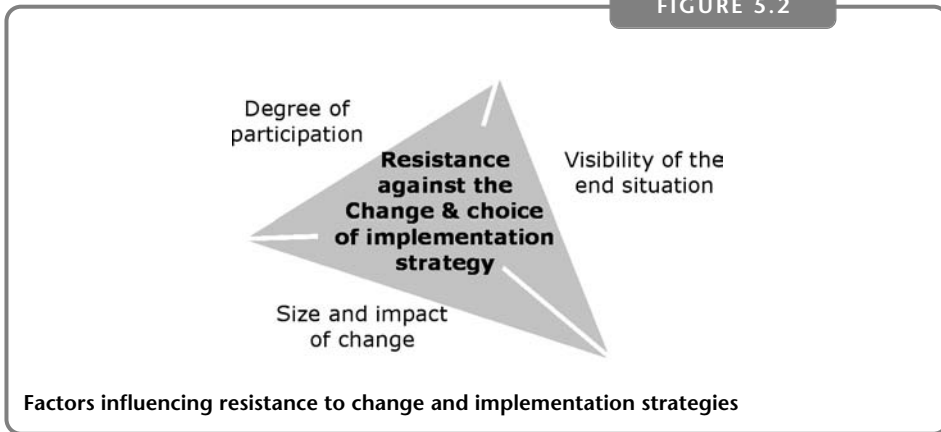 FIGURE 5.2
Degree of
participation
Resistance
against the
Change & choice
of implementation
strategy
Visibility of the
end situation
Size and impact
of change
Factors influencing resistance to change and implementation strategies